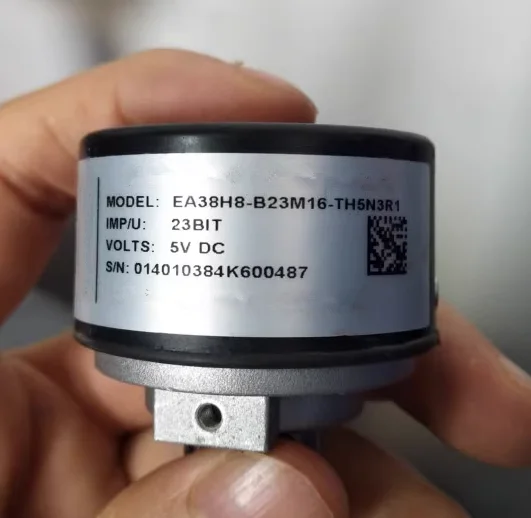 MODEL: EA38H8-B23M16-TH5N3R1
IMP/U: 23BIT
VOLTS: 5V DC
S/N: 014010384K600487